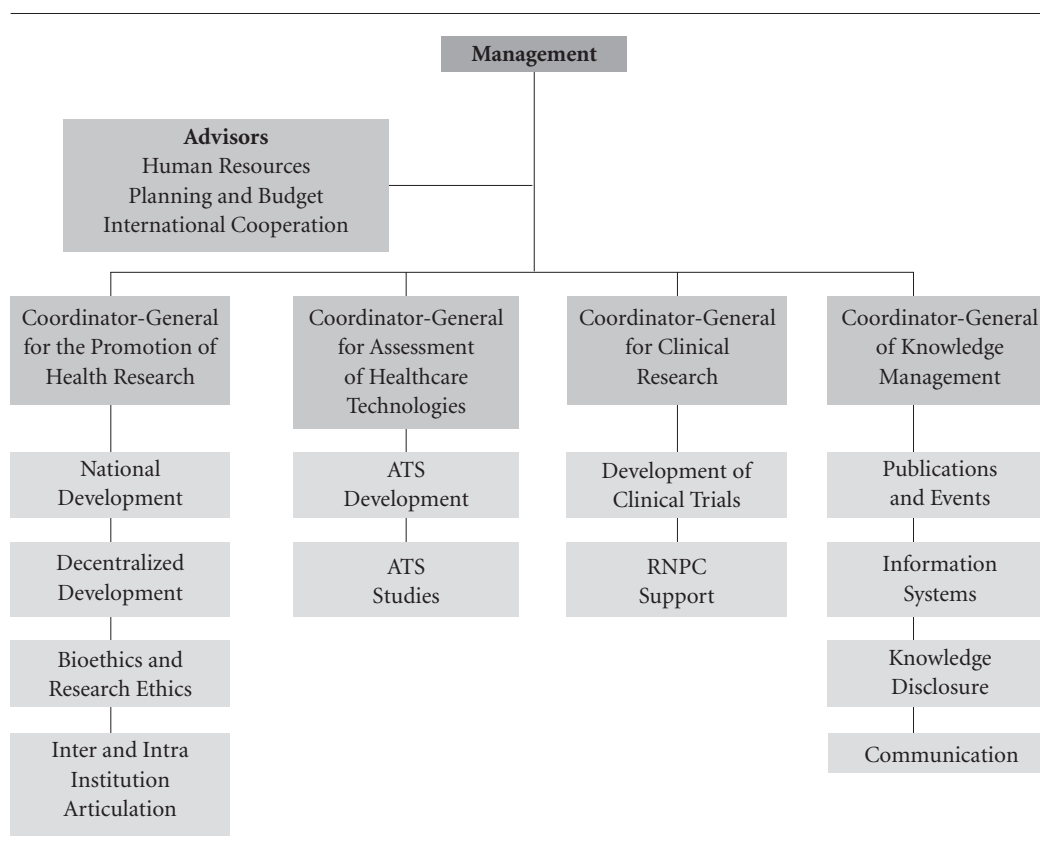 Management
Advisors
Human Resources
Planning and Budget
International Cooperation
Coordinator-General
for the Promotion of
Health Research
National
Development
Decentralized
Development
Bioethics and
Research Ethics
Inter and Intra
Institution
Articulation
Coordinator-General
for Assessment
of Healthcare
Technologies
ATS
Development
ATS
Studies
Coordinator-General
for Clinical
Research
Development of
Clinical Trials
RNPC
Support
Coordinator-General
of Knowledge
Management
Publications
and Events
Information
Systems
Knowledge
Disclosure
Communication